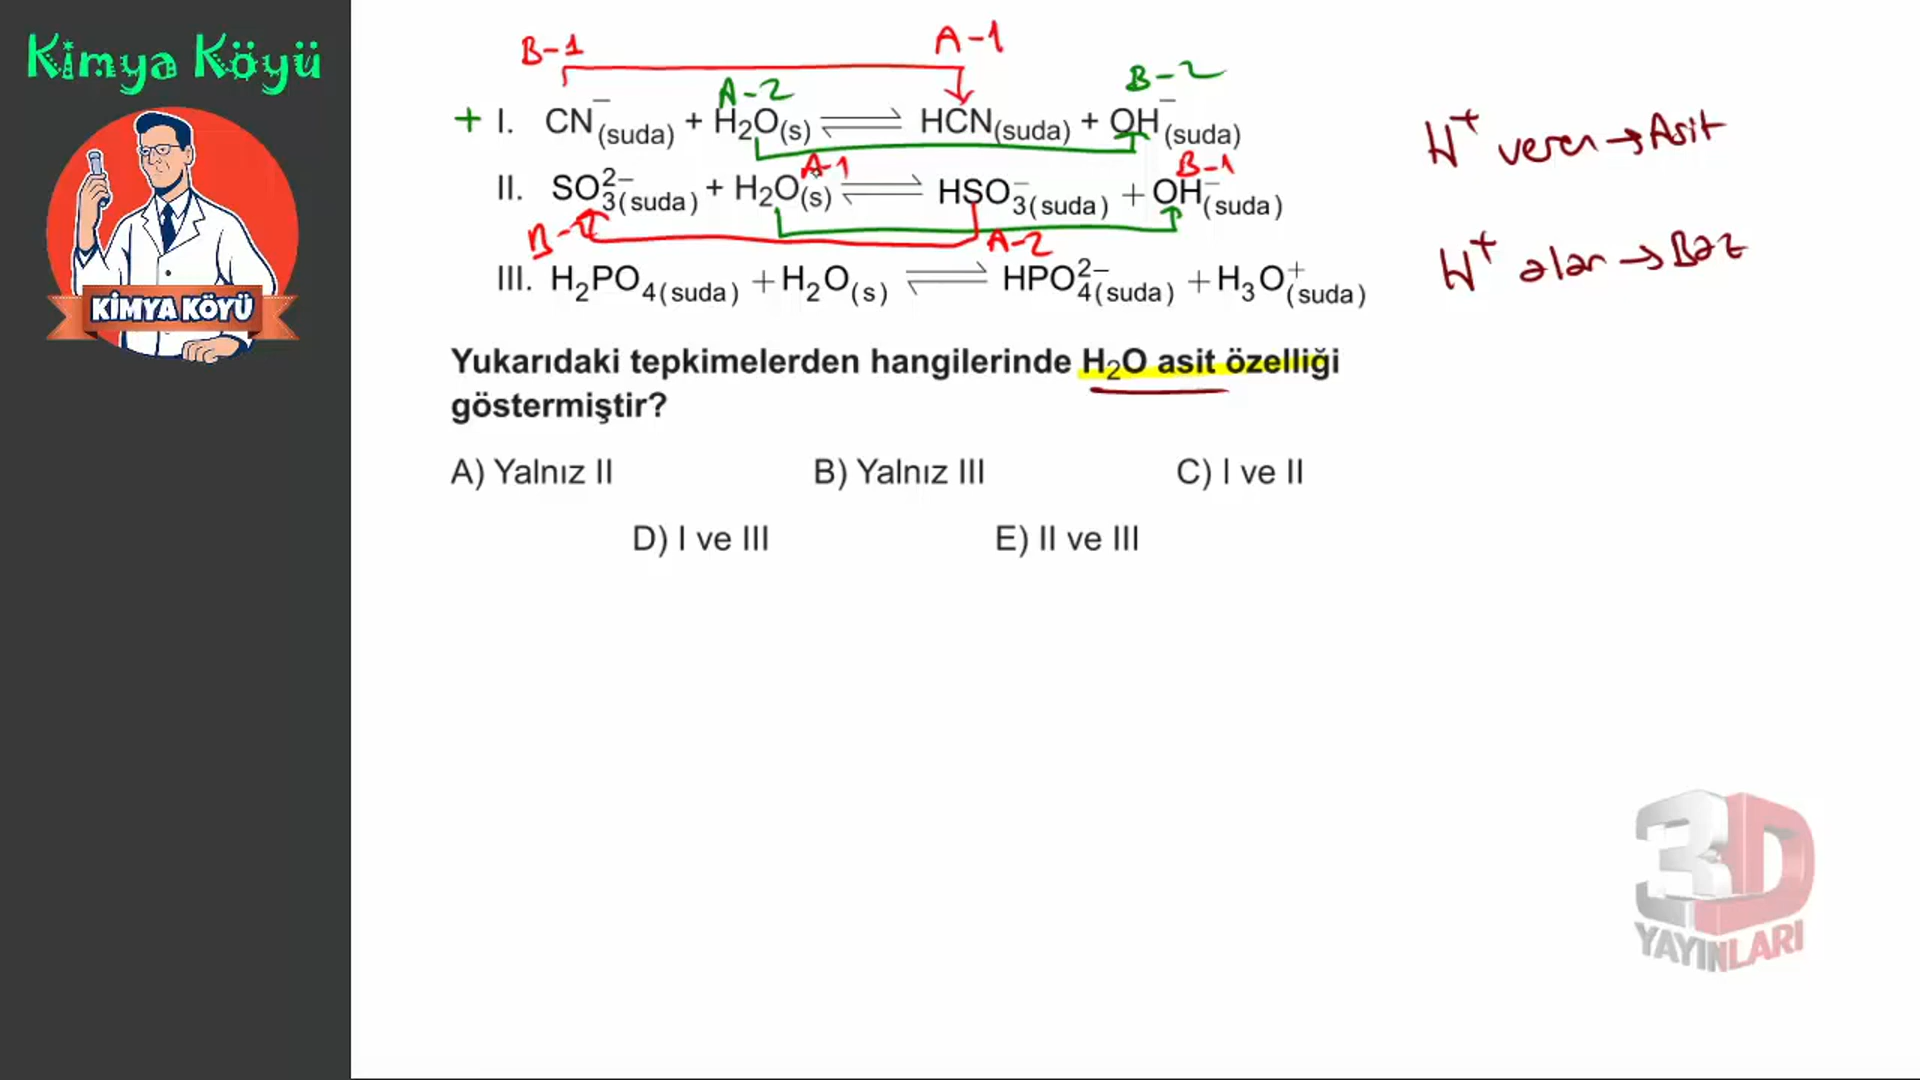 Kimya Köyü
KİMYA KÖYÜ
B-1 A-1
A-2 B-2
+ I. CN⁻(suda) + H₂O(s) ⇌ HCN(suda) + OH⁻(suda)
A-1 B-1
II. SO₃²⁻(suda) + H₂O(s) ⇌ HSO₃⁻(suda) + OH⁻(suda)
A-2
III. H₂PO₄(suda) + H₂O(s) ⇌ HPO₄²⁻(suda) + H₃O⁺(suda)
H⁺ veren → Asit
H⁺ alan → Baz
Yukarıdaki tepkimelerden hangilerinde H₂O asit özelliği
göstermiştir?
A) Yalnız II B) Yalnız III C) I ve II
D) I ve III E) II ve III
3D
YAYINLARI